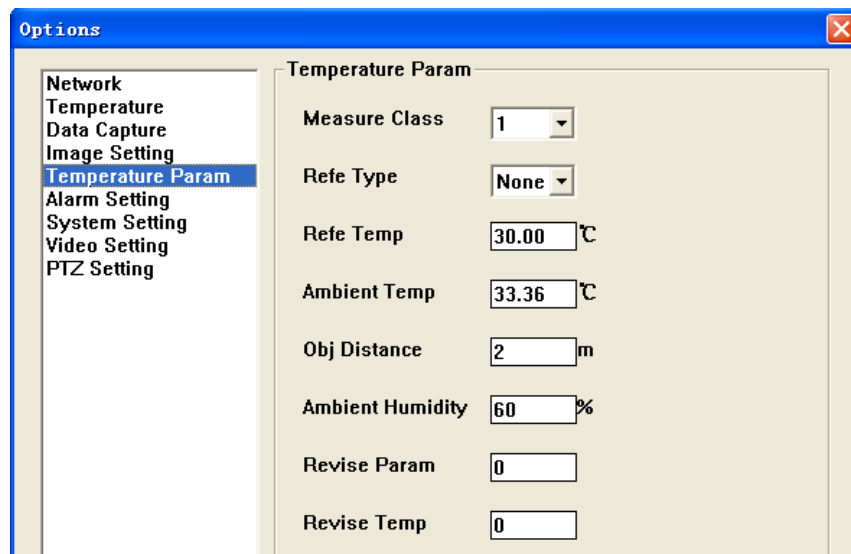 Options
Network
Temperature
Data Capture
Image Setting
Temperature Param
Alarm Setting
System Setting
Video Setting
PTZ Setting
Temperature Param
Measure Class 1
Refe Type None
Refe Temp 30.00 ℃
Ambient Temp 33.36 ℃
Obj Distance 2 m
Ambient Humidity 60 %
Revise Param 0
Revise Temp 0